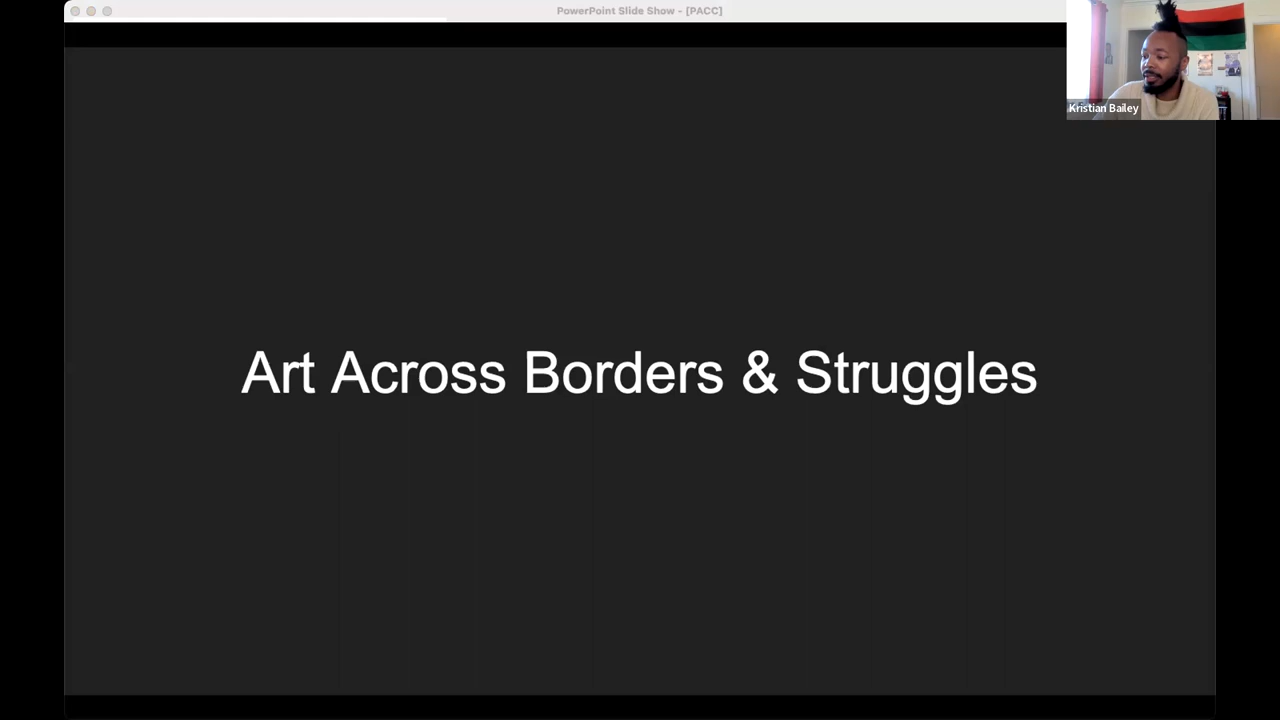 PowerPoint Slide Show - [PACC]
Kristian Bailey
Art Across Borders & Struggles